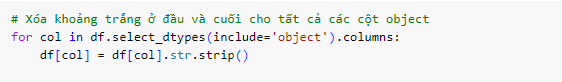 # Xóa khoảng trắng ở đầu và cuối cho tất cả các cột object
for col in df.select_dtypes(include='object').columns:
    df[col] = df[col].str.strip()